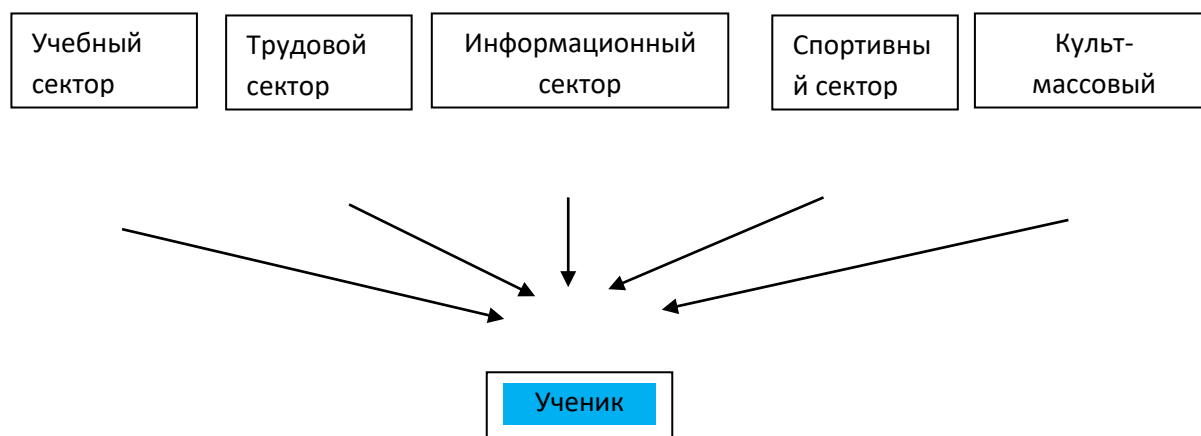 Учебный
сектор
Трудовой
сектор
Информационный
сектор
Спортивны
й сектор
Культ-
массовый
Ученик